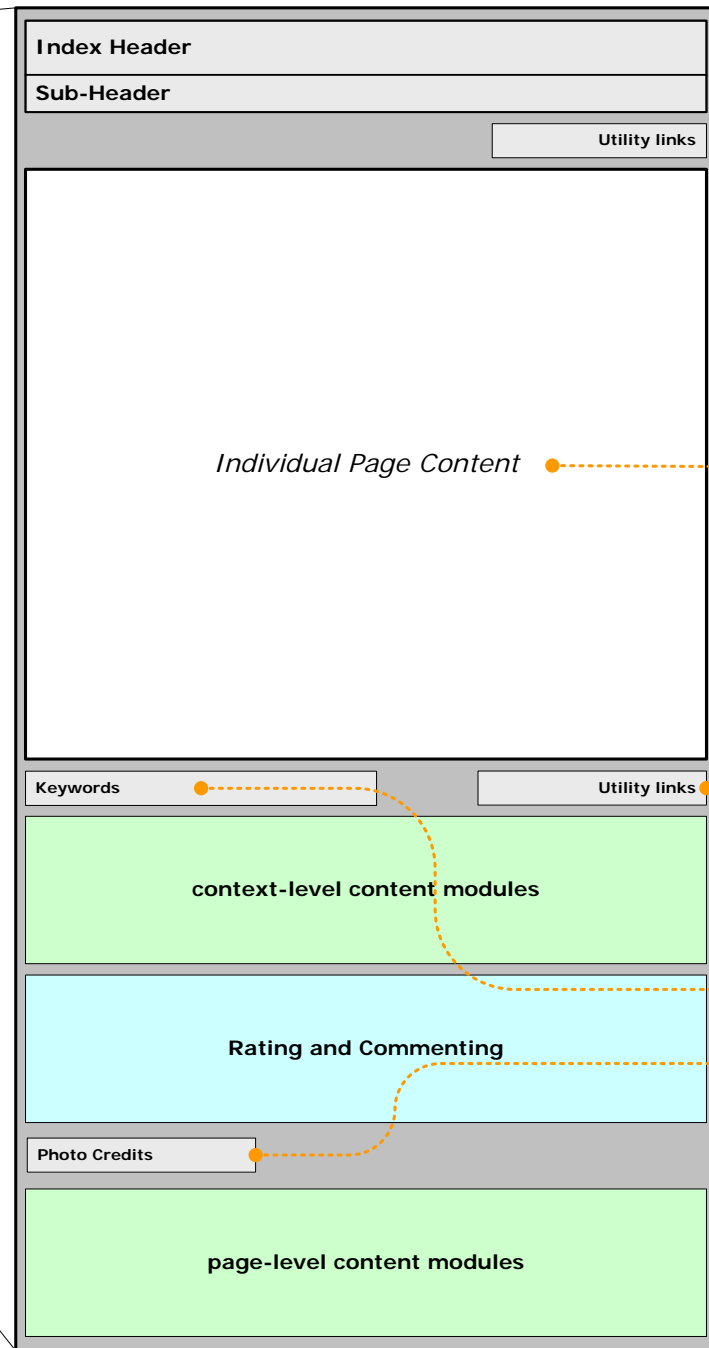 Index Header
Sub-Header
Utility links
Individual Page Content
Keywords
Utility links
context-level content modules
Rating and Commenting
Photo Credits
page-level content modules